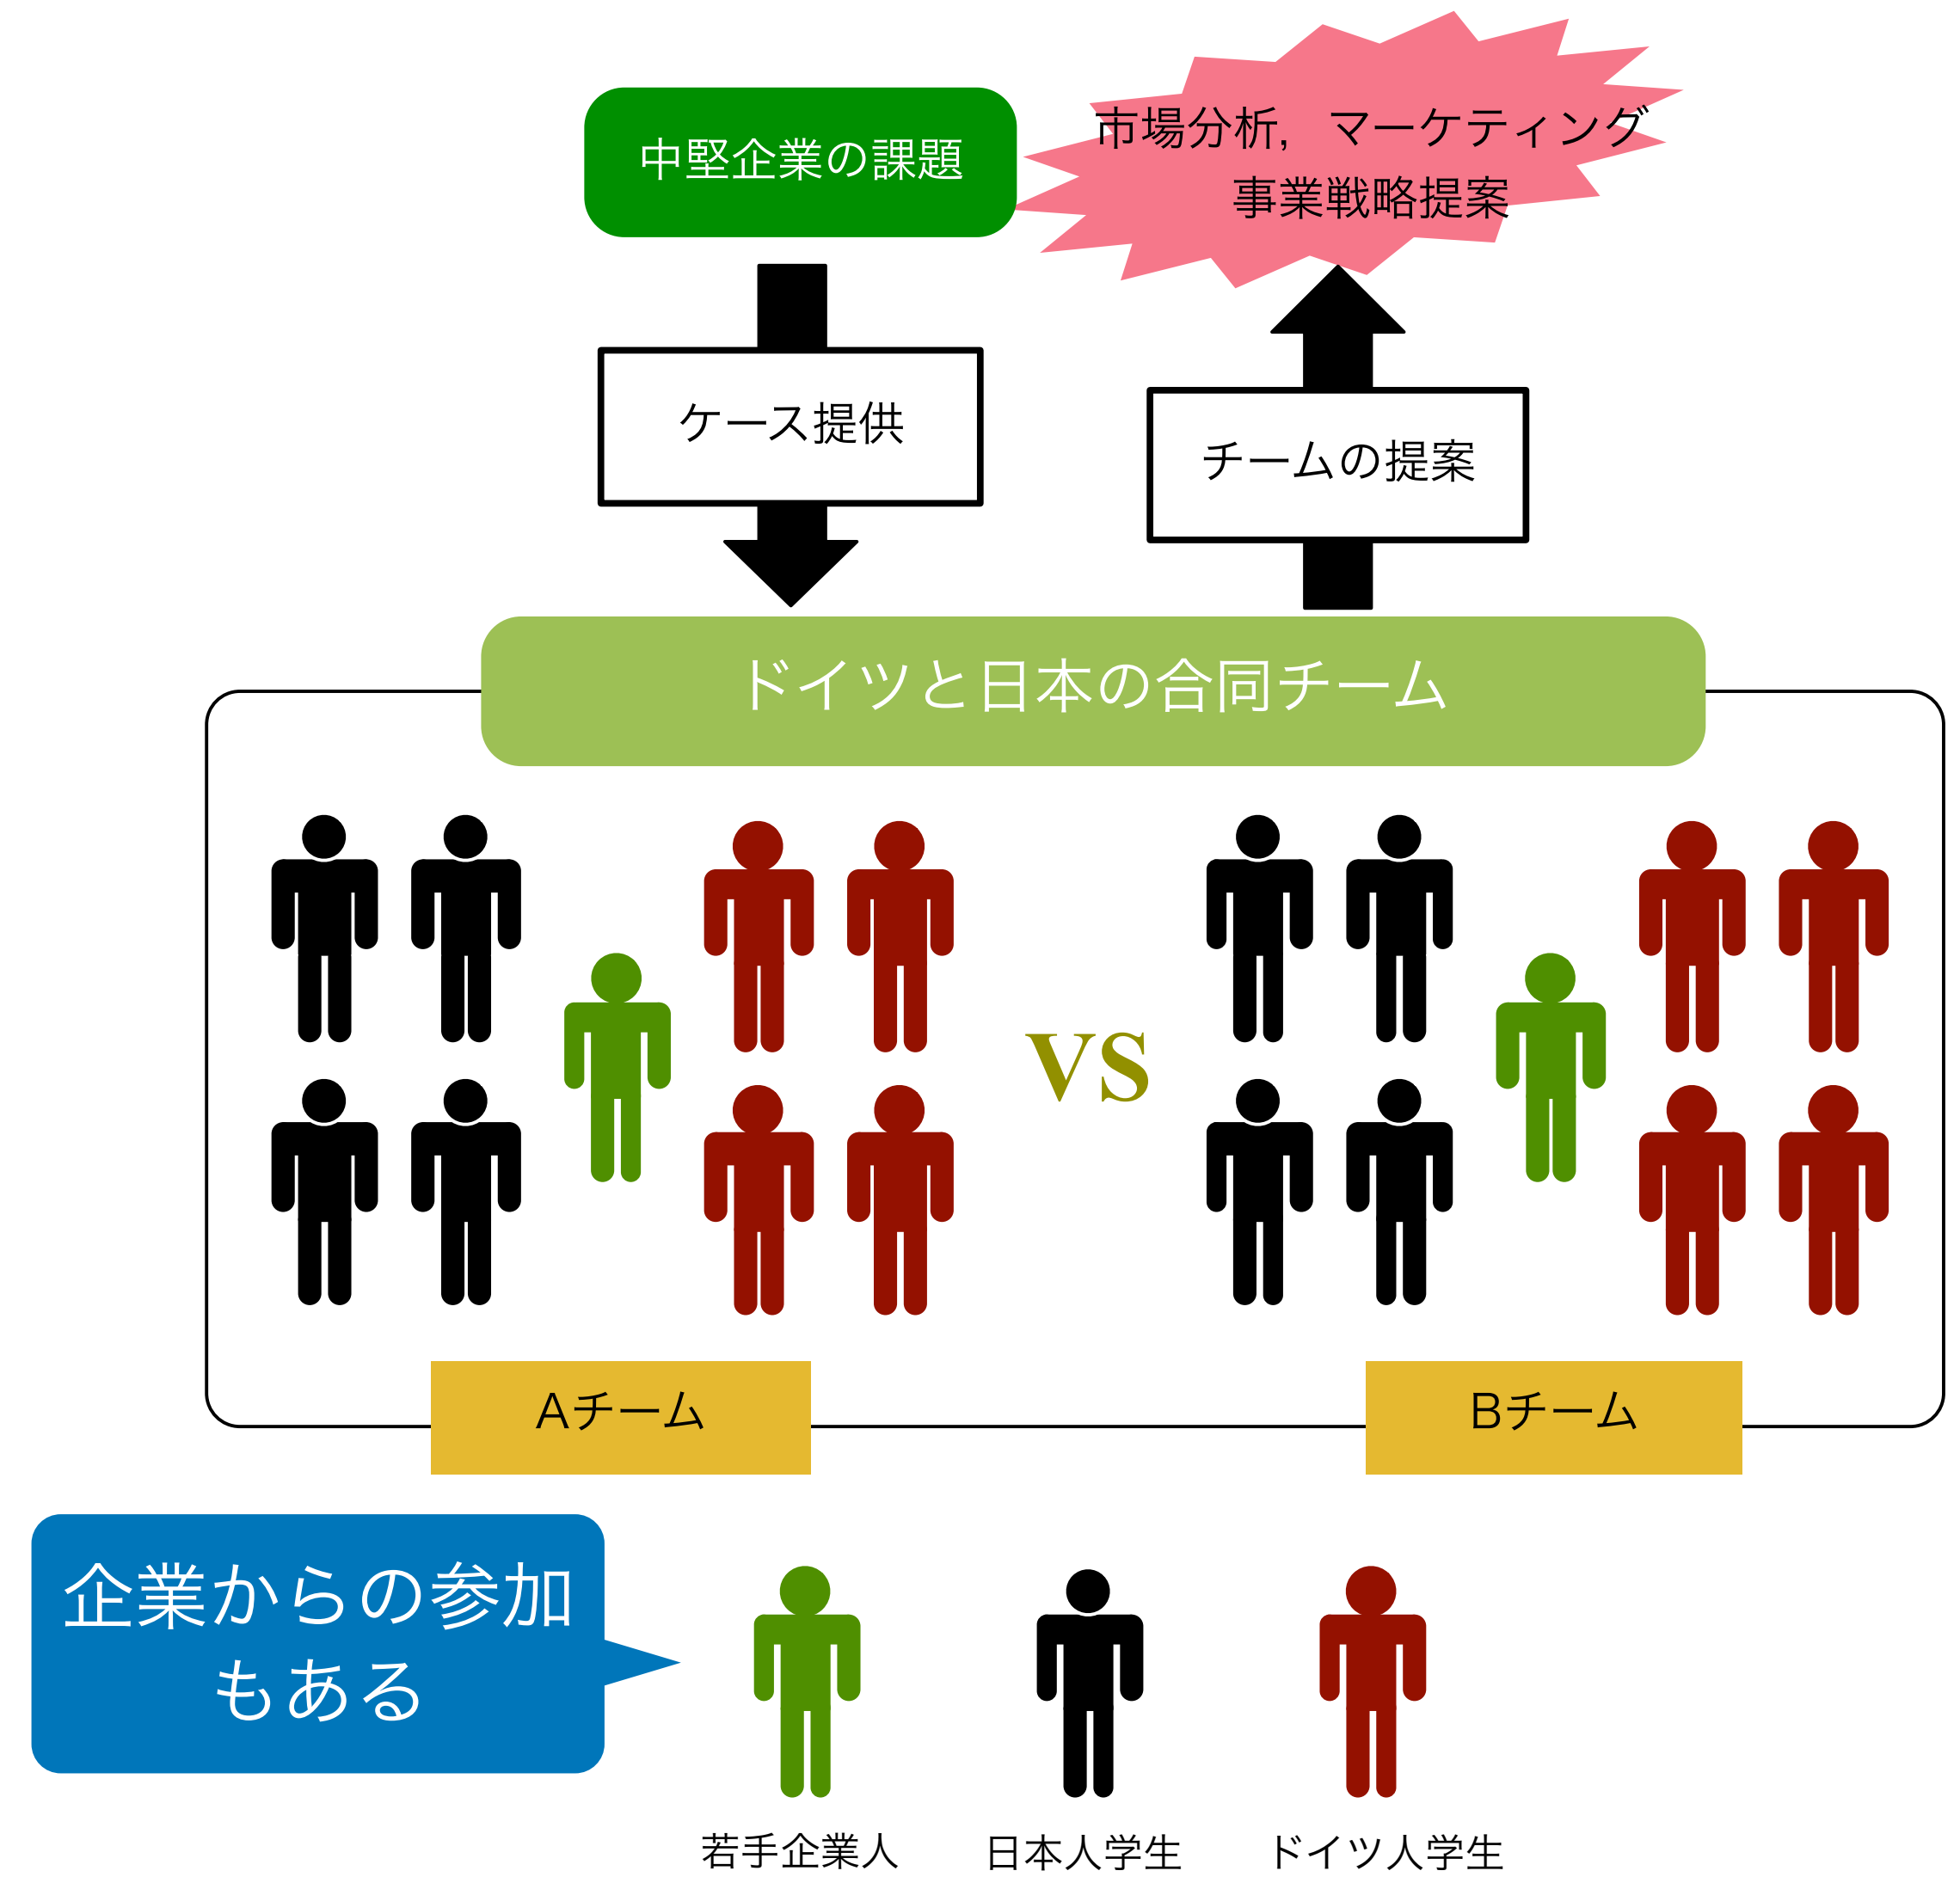 中堅企業の課題
市場分析，マーケティング
事業戦略提案
ケース提供
チームの提案
ドイツと日本の合同チーム
VS
Aチーム
Bチーム
企業からの参加
もある
若手企業人
日本人学生
ドイツ人学生